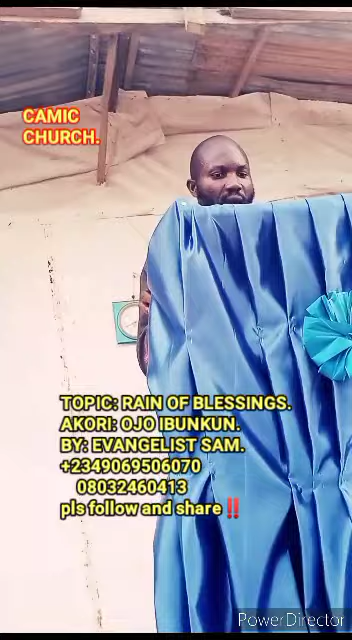 CAMIC
CHURCH.
TOPIC: RAIN OF BLESSINGS.
AKORI: OJO IBUNKUN.
BY: EVANGELIST SAM.
+2349069506070
08032460413
pls follow and share‼️
PowerDirector